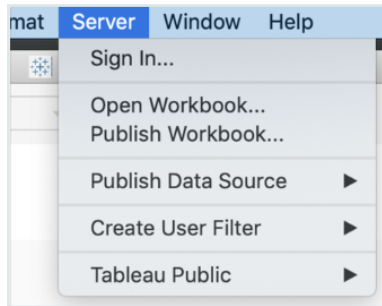 mat Server Window Help
Sign In...
Open Workbook...
Publish Workbook...
Publish Data Source
Create User Filter
Tableau Public